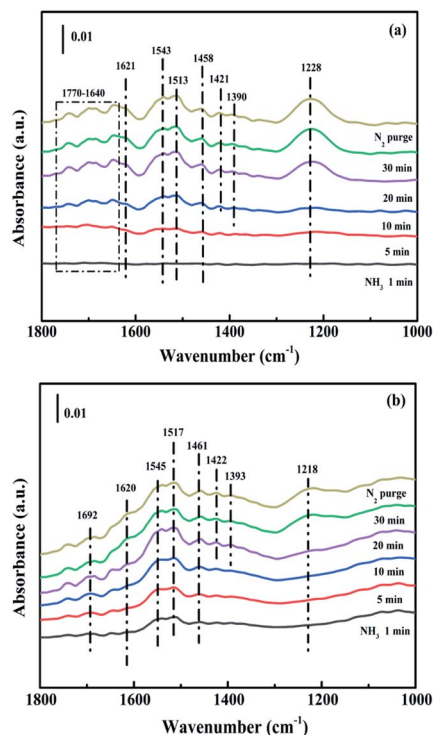 0.01
(a)
1770-1640
1621
1543
1513
1458
1421
1390
1228
N2 purge
30 min
20 min
10 min
5 min
NH3 1 min
Absorbance (a.u.)
1800
1600
1400
1200
1000
Wavenumber (cm-1)
0.01
(b)
1692
1620
1545
1517
1461
1422
1393
1218
N2 purge
30 min
20 min
10 min
5 min
NH3 1 min
Absorbance (a.u.)
1800
1600
1400
1200
1000
Wavenumber (cm-1)